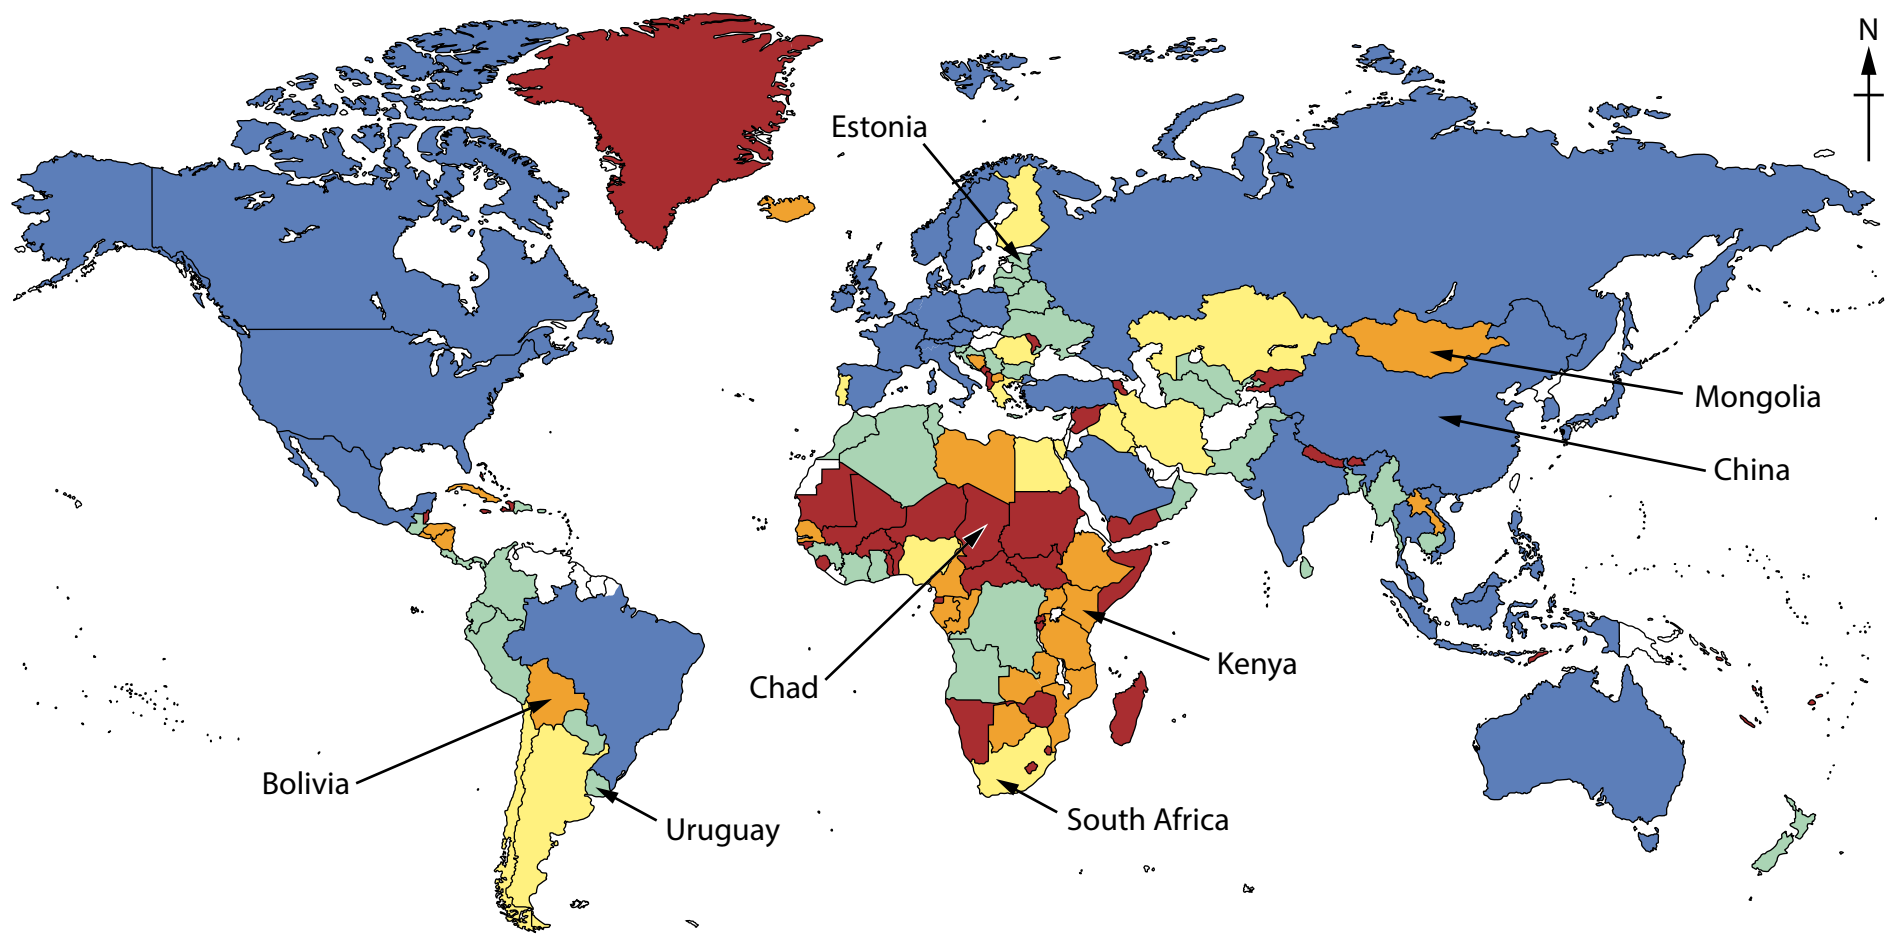 N
Estonia
Mongolia
China
Kenya
Chad
Bolivia
South Africa
Uruguay